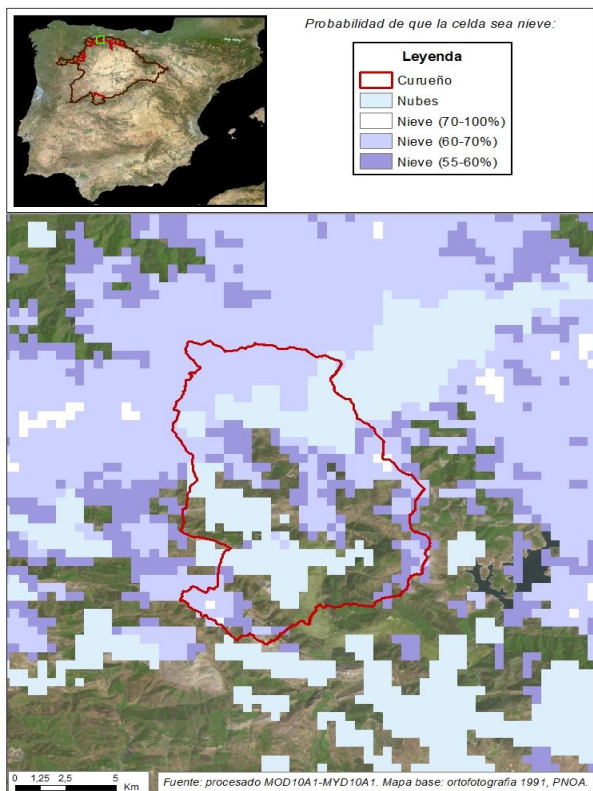 Probabilidad de que la celda sea nieve:
Leyenda
Curueño
Nubes
Nieve (70-100%)
Nieve (60-70%)
Nieve (55-60%)
0 1,25 2,5 5
Km
Fuente: procesado MOD10A1-MYD10A1. Mapa base: ortofotografia 1991, PNOA.